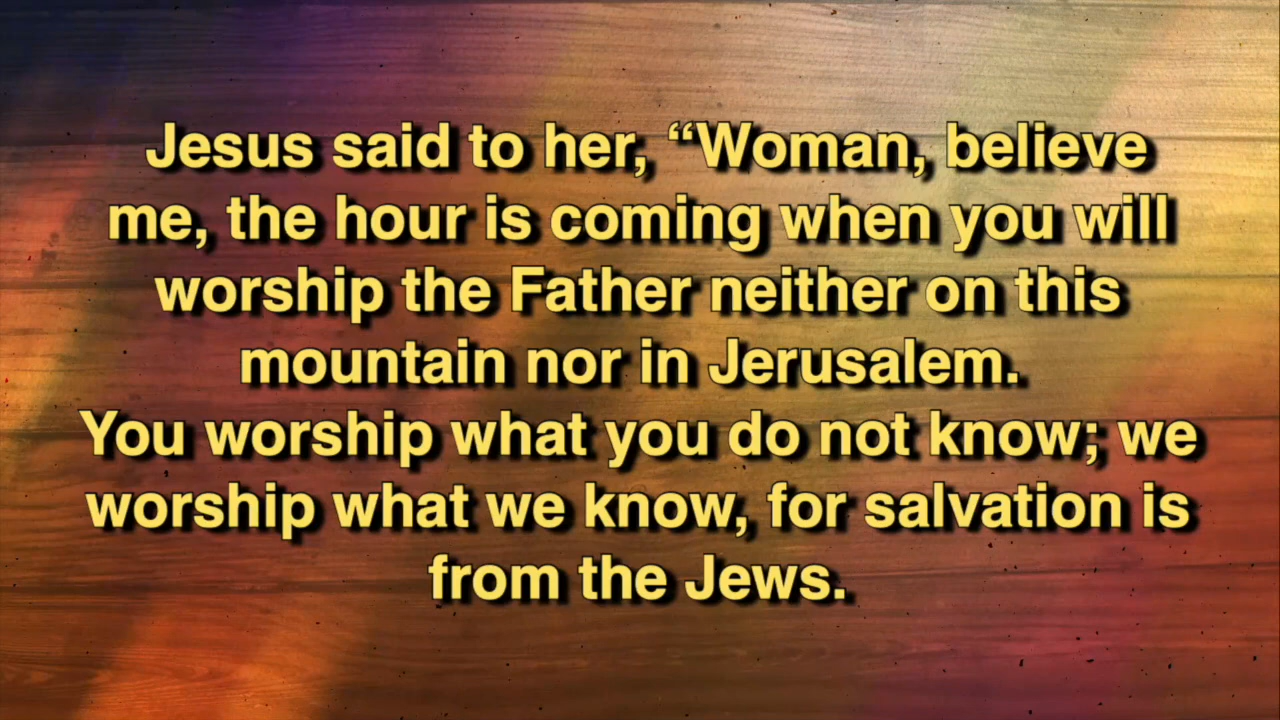 Jesus said to her, “Woman, believe
me, the hour is coming when you will
worship the Father neither on this
mountain nor in Jerusalem.
You worship what you do not know; we
worship what we know, for salvation is
from the Jews.